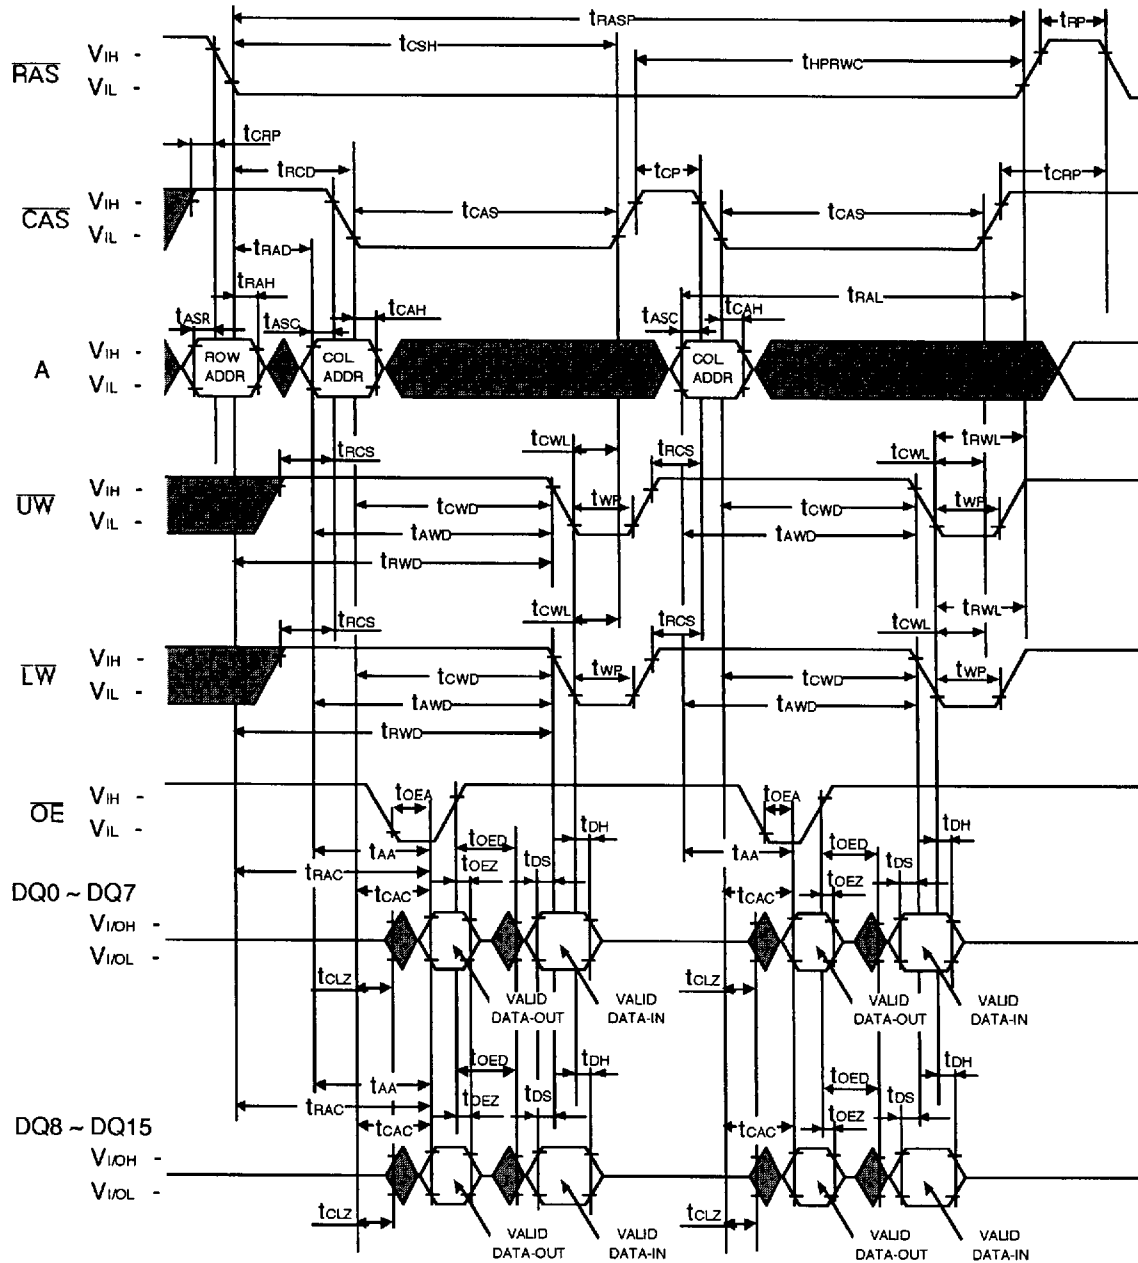 tRASP
tRP
tCSH
tHPRWC
RAS
VIH -
VIL -
tCRP
tRCD
tCP
tCRP
CAS
VIH -
VIL -
tCAS
tCAS
tRAD
tRAH
tRAL
tASR
tASC
tCAH
tASC
tCAH
A
VIH -
VIL -
ROW
ADDR
COL
ADDR
COL
ADDR
tRWL
tCWL
tCWL
tRCS
tRCS
UW
VIH -
VIL -
tWP
tWP
tCWD
tCWD
tAWD
tAWD
tRWD
tRWL
tCWL
tCWL
tRCS
tRCS
LW
VIH -
VIL -
tWP
tWP
tCWD
tCWD
tAWD
tAWD
tRWD
OE
VIH -
VIL -
tOEA
tOEA
tDH
tDH
tOED
tOED
tAA
tAA
tRAC
tOEZ
tDS
tOEZ
tDS
tCAC
tCAC
DQ0 ~ DQ7
VI/OH -
VI/OL -
tCLZ
tCLZ
VALID
DATA-OUT
VALID
DATA-IN
VALID
DATA-OUT
VALID
DATA-IN
tOED
tDH
tOED
tDH
tAA
tRAC
tOEZ
tDS
tOEZ
tDS
tCAC
tCAC
DQ8 ~ DQ15
VI/OH -
VI/OL -
tCLZ
tCLZ
VALID
DATA-OUT
VALID
DATA-IN
VALID
DATA-OUT
VALID
DATA-IN